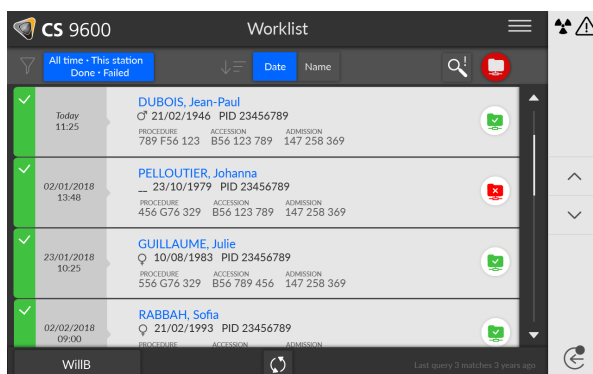 CS 9600
Worklist
All time • This station
Done • Failed
Date
Name
Today
11:25
DUBOIS, Jean-Paul
♂ 21/02/1946 PID 23456789
PROCEDURE ACCESSION ADMISSION
789 F56 123 B56 123 789 147 258 369
02/01/2018
13:48
PELLOUTIER, Johanna
__ 23/10/1979 PID 23456789
PROCEDURE ACCESSION ADMISSION
456 G76 329 B56 123 789 147 258 369
23/01/2018
10:25
GUILLAUME, Julie
♀ 10/08/1983 PID 23456789
PROCEDURE ACCESSION ADMISSION
556 G76 329 B56 789 456 147 258 369
02/02/2018
09:00
RABBAH, Sofia
♀ 21/02/1993 PID 23456789
PROCEDURE ACCESSION ADMISSION
WillB
Last query 3 matches 3 years ago